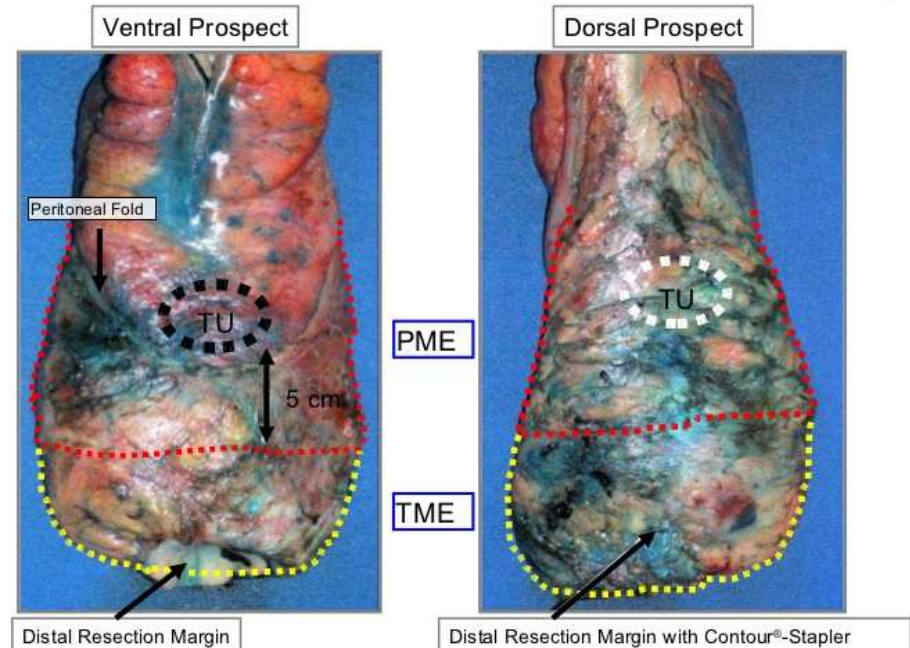 Ventral Prospect
Dorsal Prospect
Peritoneal Fold
TU
TU
PME
5 cm
TME
Distal Resection Margin
Distal Resection Margin with Contour®-Stapler